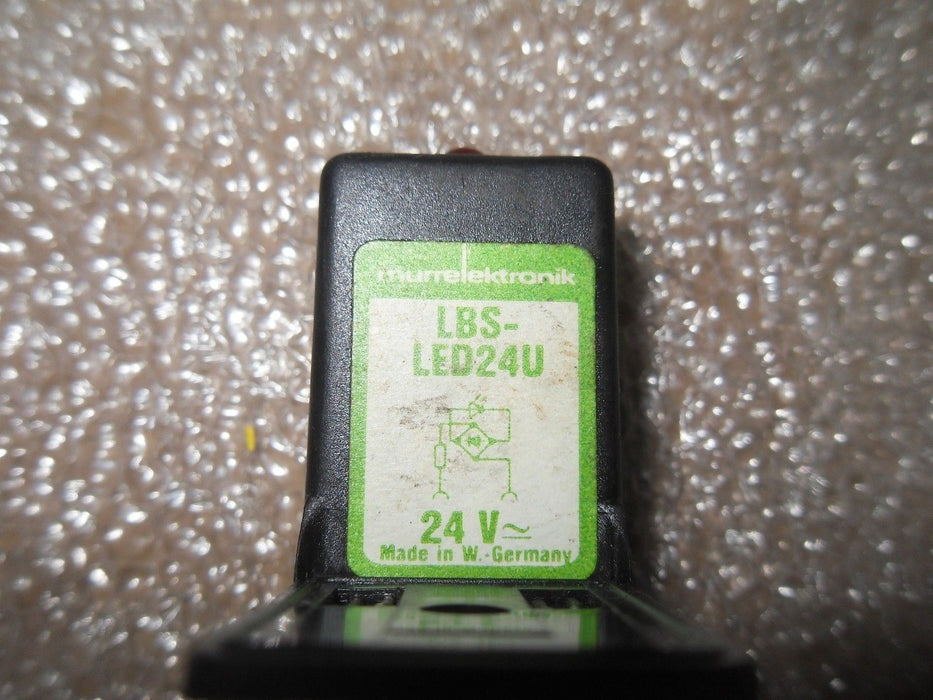 murrelektronik
LBS-
LED24U
24 V ≂
Made in W.-Germany